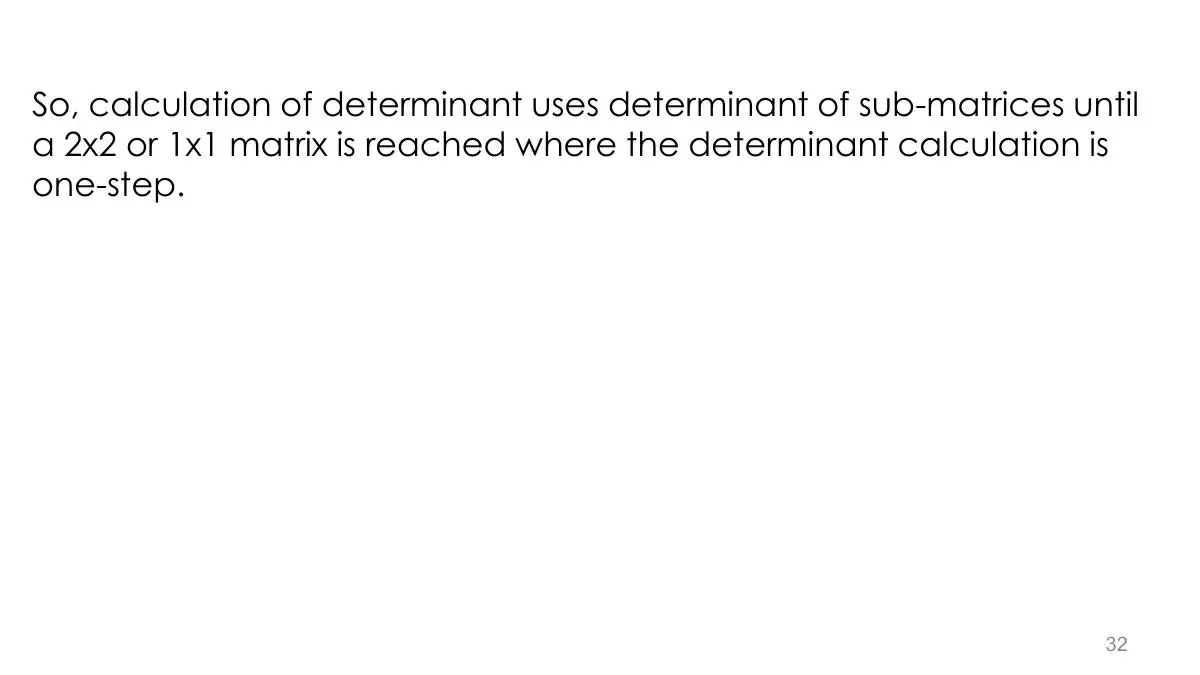 So, calculation of determinant uses determinant of sub-matrices until
a 2x2 or 1x1 matrix is reached where the determinant calculation is
one-step.
32